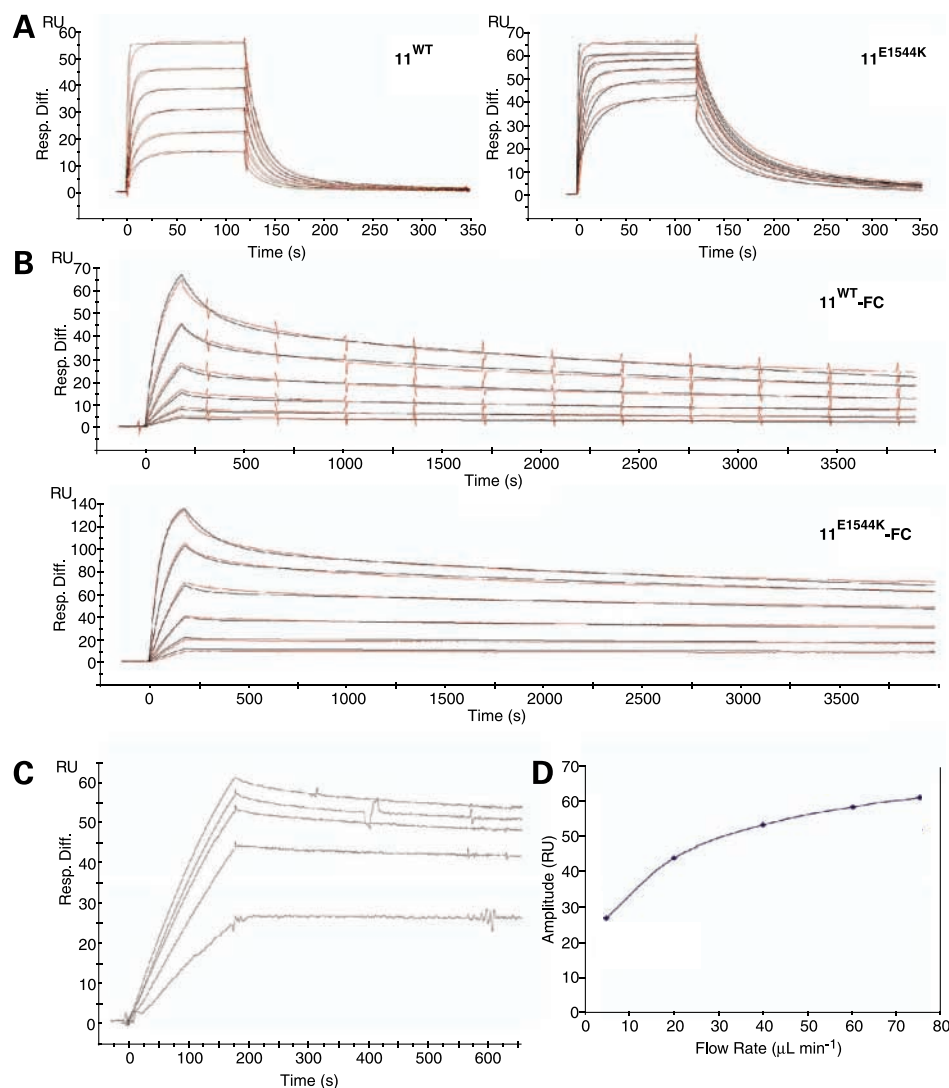 A
RU
60
50
40
30
20
10
0
Resp. Diff.
11WT
0 50 100 150 200 250 300 350
Time (s)
RU
70
60
50
40
30
20
10
0
Resp. Diff.
11E1544K
0 50 100 150 200 250 300 350
Time (s)
B
RU
70
60
50
40
30
20
10
0
Resp. Diff.
11WT-FC
0 500 1000 1500 2000 2500 3000 3500
Time (s)
RU
140
120
100
80
60
40
20
0
Resp. Diff.
11E1544K-FC
0 500 1000 1500 2000 2500 3000 3500
Time (s)
C
RU
60
50
40
30
20
10
0
Resp. Diff.
0 100 200 300 400 500 600
Time (s)
D
70
60
50
40
30
20
10
0
Amplitude (RU)
0 10 20 30 40 50 60 70 80
Flow Rate (μL min-1)